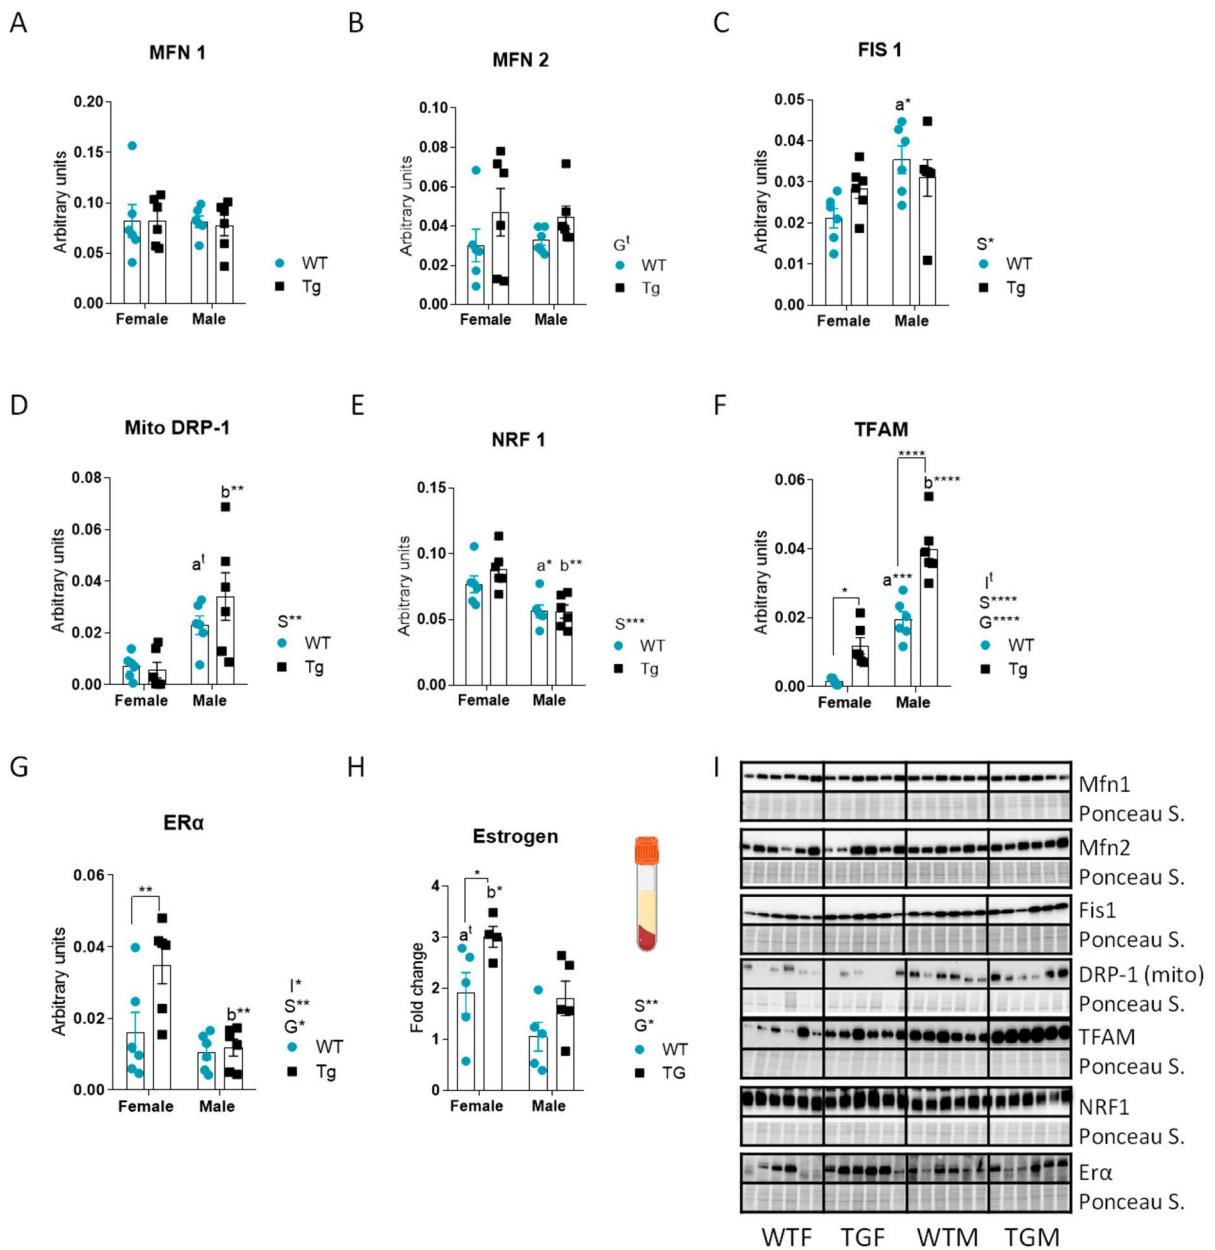 A
MFN 1
Arbitrary units
0.20
0.15
0.10
0.05
0.00
Female Male
WT
Tg
B
MFN 2
Arbitrary units
0.10
0.08
0.06
0.04
0.02
0.00
Female Male
Gᵗ
WT
Tg
C
FIS 1
Arbitrary units
0.05
0.04
0.03
0.02
0.01
0.00
a*
Female Male
S*
WT
Tg
D
Mito DRP-1
Arbitrary units
0.08
0.06
0.04
0.02
0.00
aᵗ
b**
Female Male
S**
WT
Tg
E
NRF 1
Arbitrary units
0.15
0.10
0.05
0.00
a* b**
Female Male
S***
WT
Tg
F
TFAM
Arbitrary units
0.06
0.04
0.02
0.00
*
****
a***
b****
Female Male
Iᵗ
S****
G****
WT
Tg
G
ERα
Arbitrary units
0.06
0.04
0.02
0.00
**
b**
Female Male
I*
S**
G*
WT
Tg
H
Estrogen
Fold change
4
3
2
1
0
*
aᵗ
b*
Female Male
S**
G*
WT
TG
I
Mfn1
Ponceau S.
Mfn2
Ponceau S.
Fis1
Ponceau S.
DRP-1 (mito)
Ponceau S.
TFAM
Ponceau S.
NRF1
Ponceau S.
Erα
Ponceau S.
WTF TGF WTM TGM